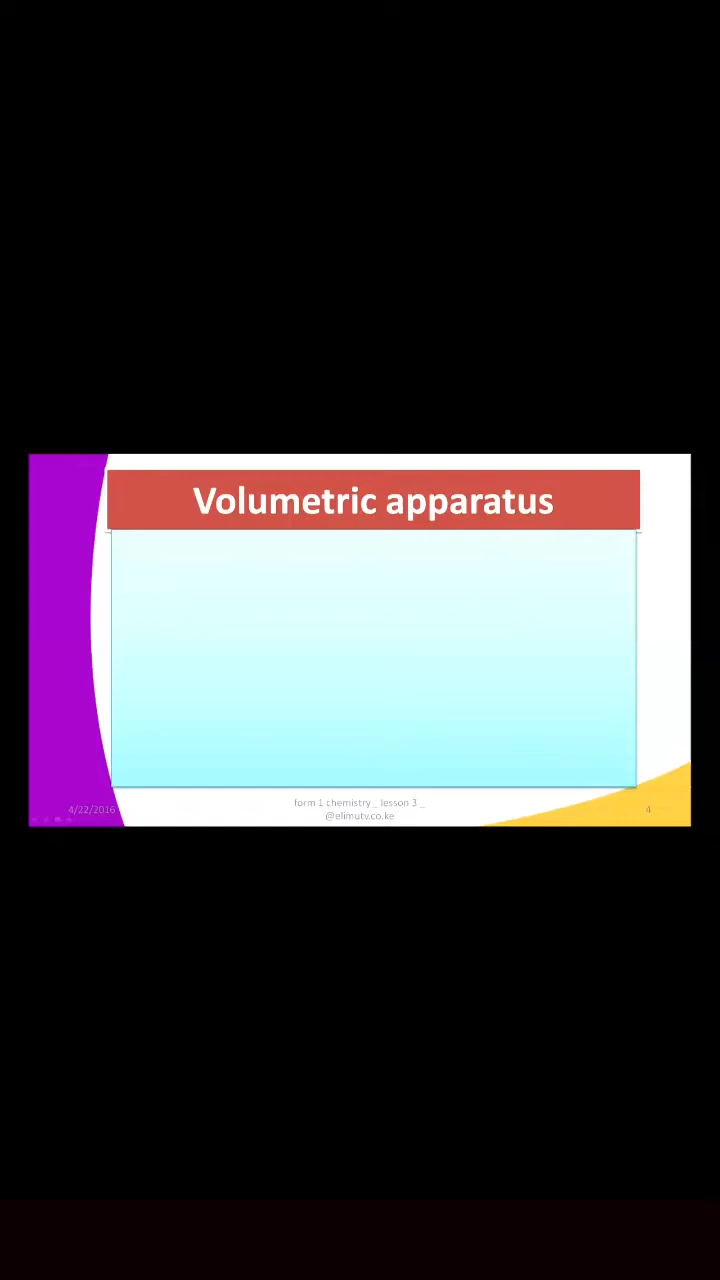 Volumetric apparatus
4/22/2016
form 1 chemistry _ lesson 3 _
@elimutv.co.ke
4